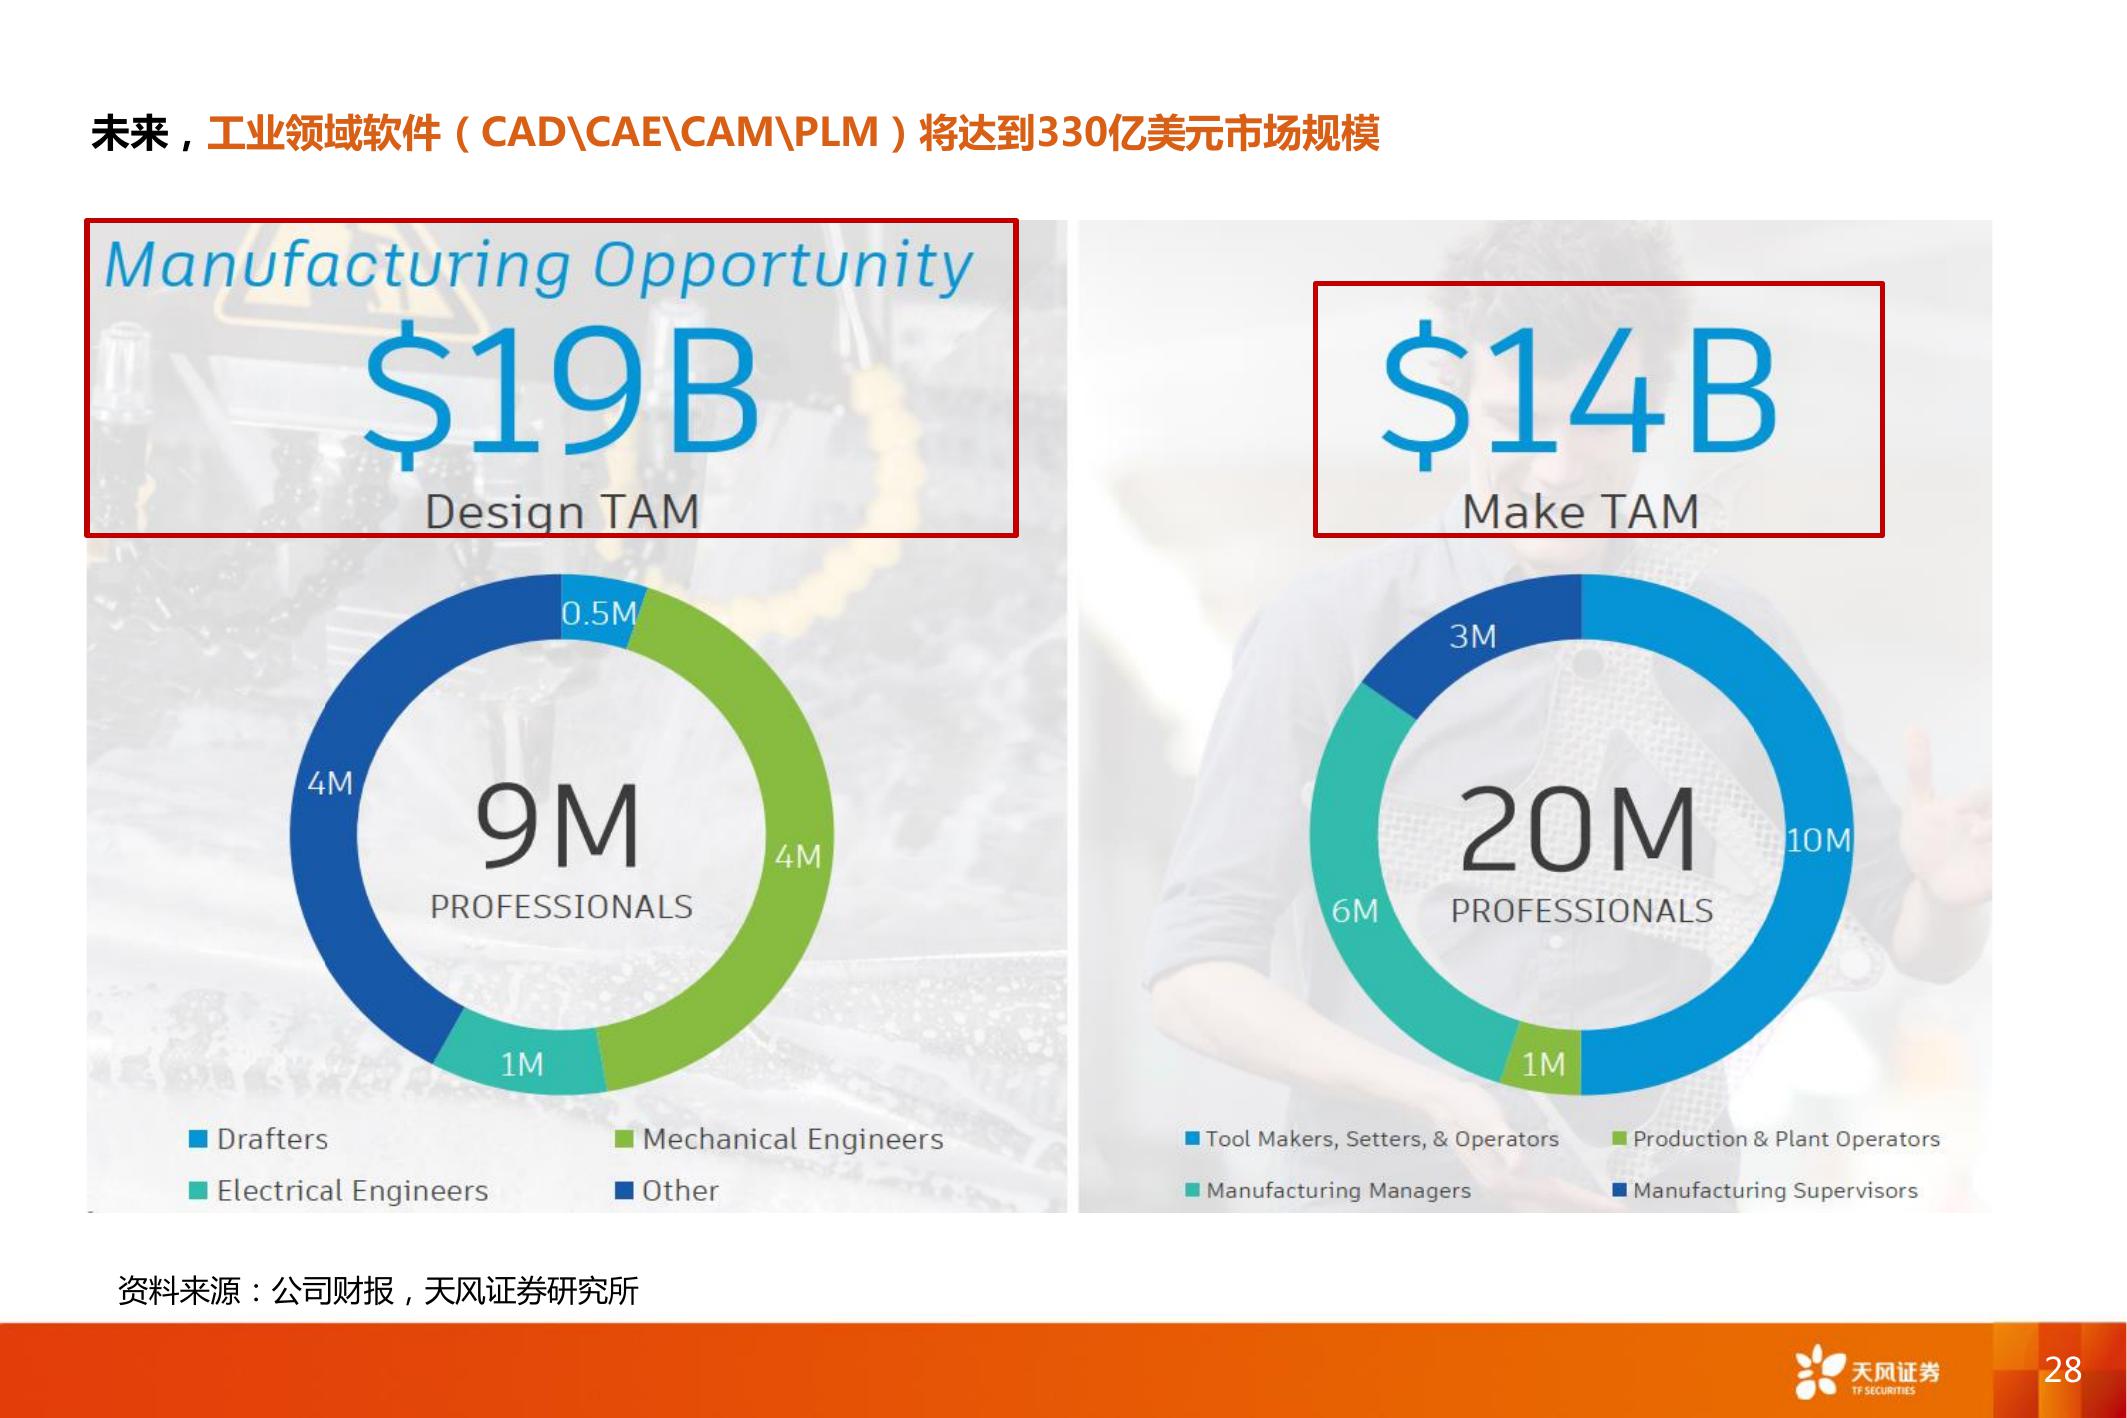 未来，工业领域软件（CAD\CAE\CAM\PLM）将达到330亿美元市场规模
Manufacturing Opportunity
$19B
Design TAM
0.5M
4M
4M
1M
9M
PROFESSIONALS
Drafters
Mechanical Engineers
Electrical Engineers
Other
$14B
Make TAM
3M
10M
6M
1M
20M
PROFESSIONALS
Tool Makers, Setters, & Operators
Production & Plant Operators
Manufacturing Managers
Manufacturing Supervisors
资料来源：公司财报，天风证券研究所
天风证券
TF SECURITIES
28